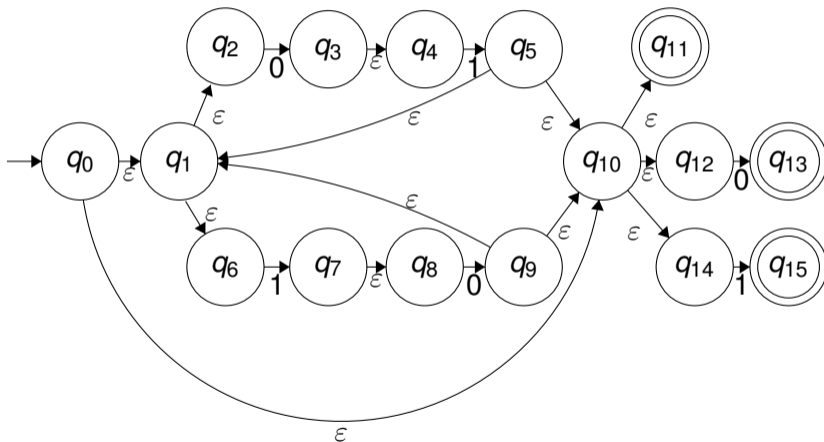 q2 0 q3 ε q4 1 q5 q11
ε ε ε ε
q0 ε q1 q10 ε q12 0 q13
ε ε ε ε
q6 1 q7 ε q8 0 q9 q14 1 q15
ε